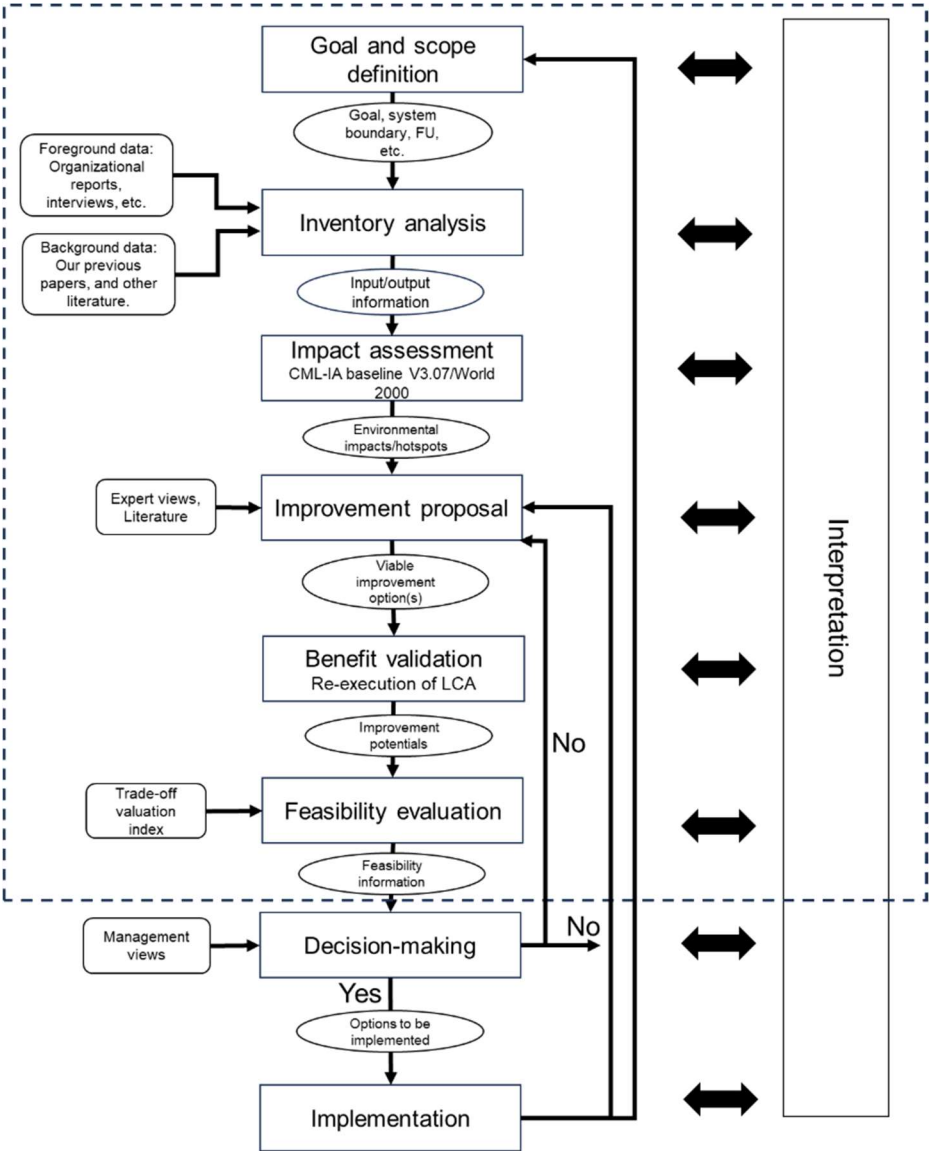 Goal and scope
definition
Goal, system
boundary, FU,
etc.
Foreground data:
Organizational
reports,
interviews, etc.
Inventory analysis
Background data:
Our previous
papers, and other
literature.
Input/output
information
Impact assessment
CML-IA baseline V3.07/World
2000
Environmental
impacts/hotspots
Expert views,
Literature
Improvement proposal
Viable
improvement
option(s)
Benefit validation
Re-execution of LCA
Improvement
potentials
No
Trade-off
valuation
index
Feasibility evaluation
Feasibility
information
Management
views
Decision-making
No
Yes
Options to be
implemented
Implementation
Interpretation